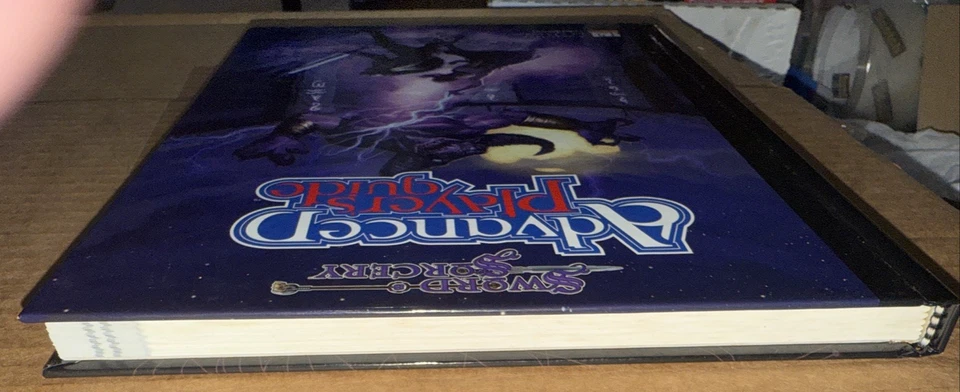 SWORD
SORCERY
AdvanceD
player's
guide